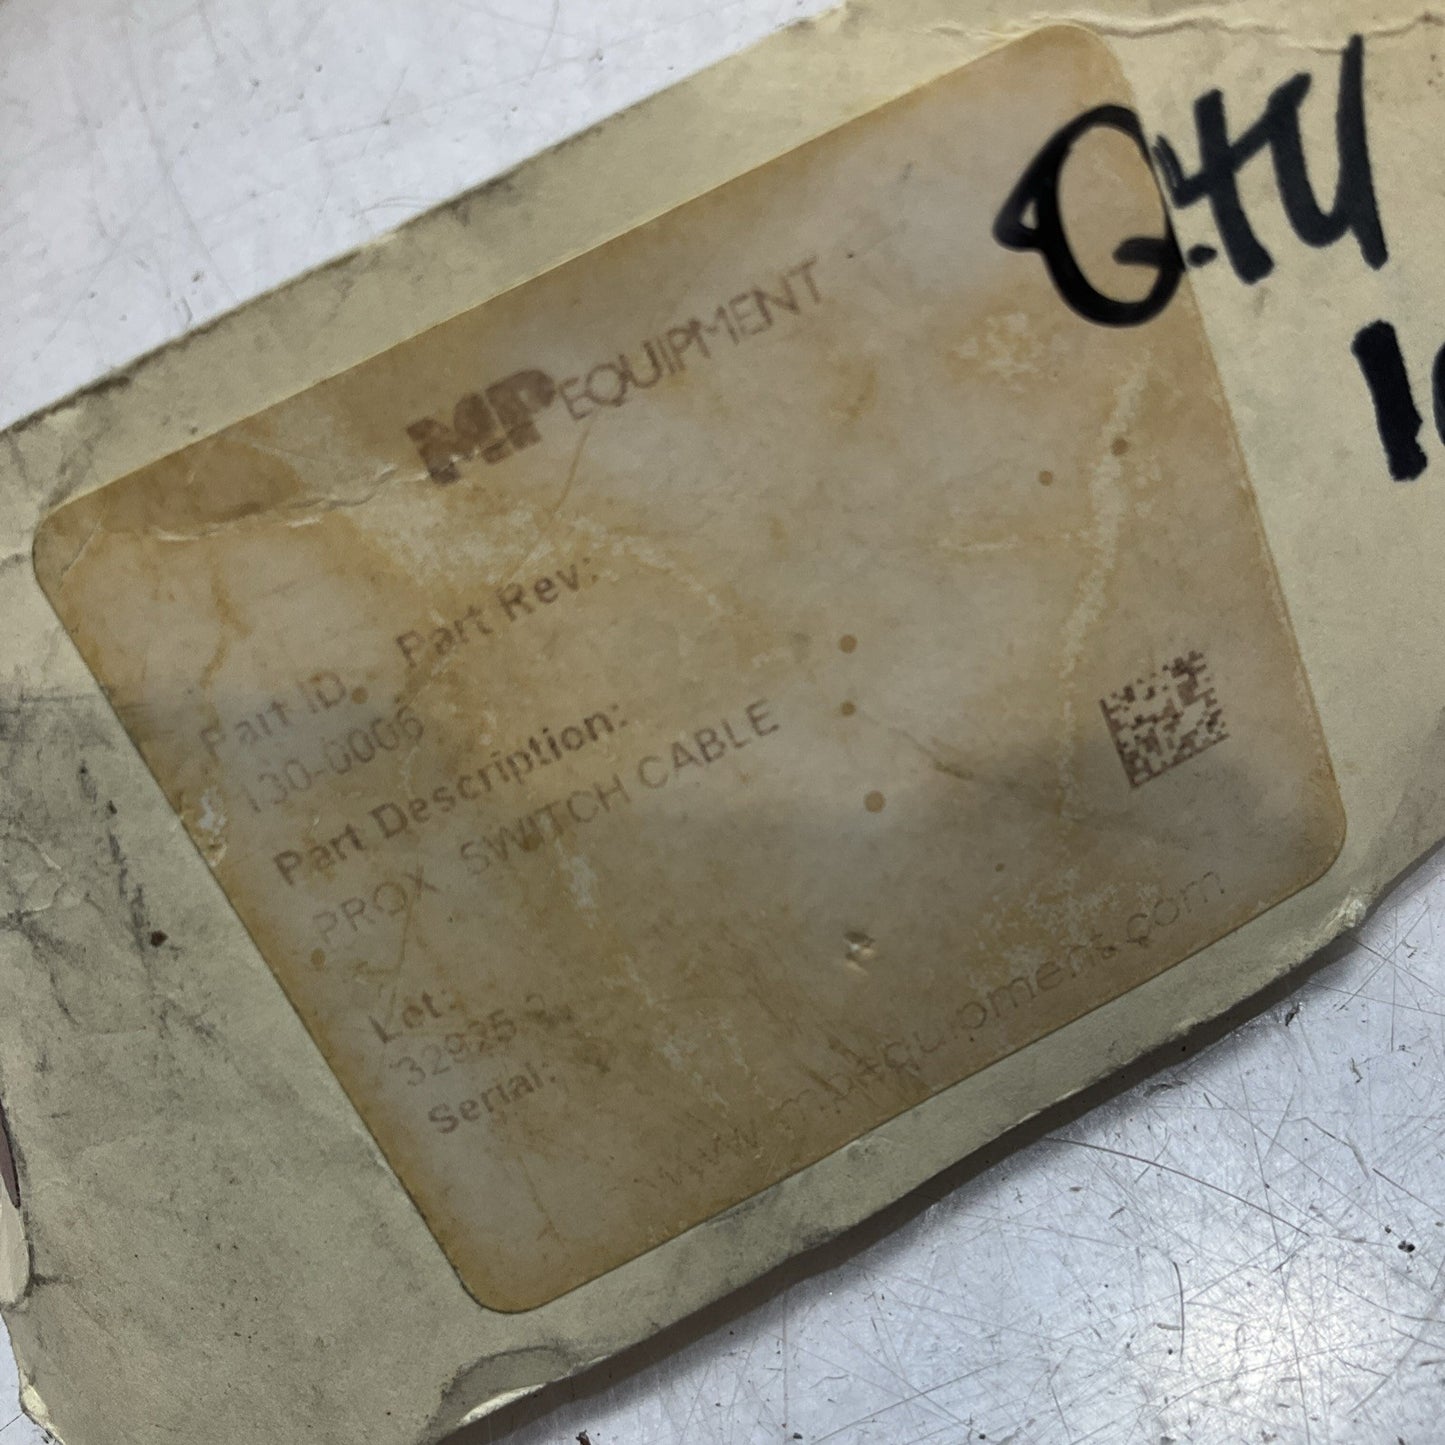 Qty
MP EQUIPMENT
Part Rev:
Part ID:
130-0006
Part Description:
PROX. SWITCH CABLE
Lot:
Serial:
www.mpequipment.com